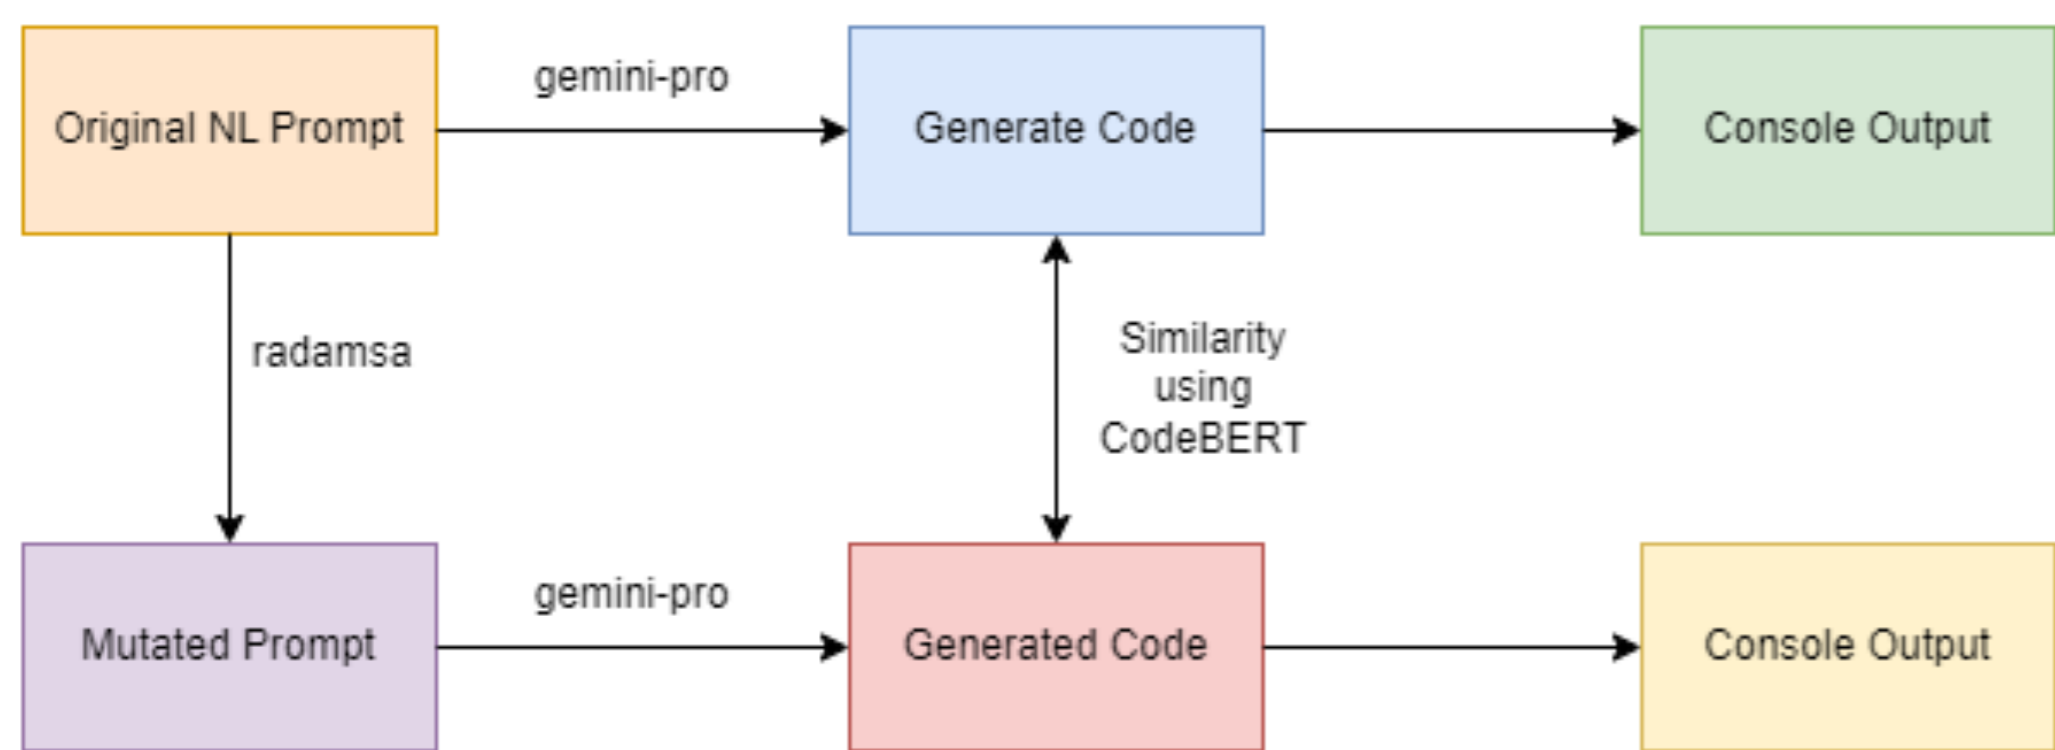 gemini-pro
Original NL Prompt
Generate Code
Console Output
radamsa
Similarity
using
CodeBERT
gemini-pro
Mutated Prompt
Generated Code
Console Output